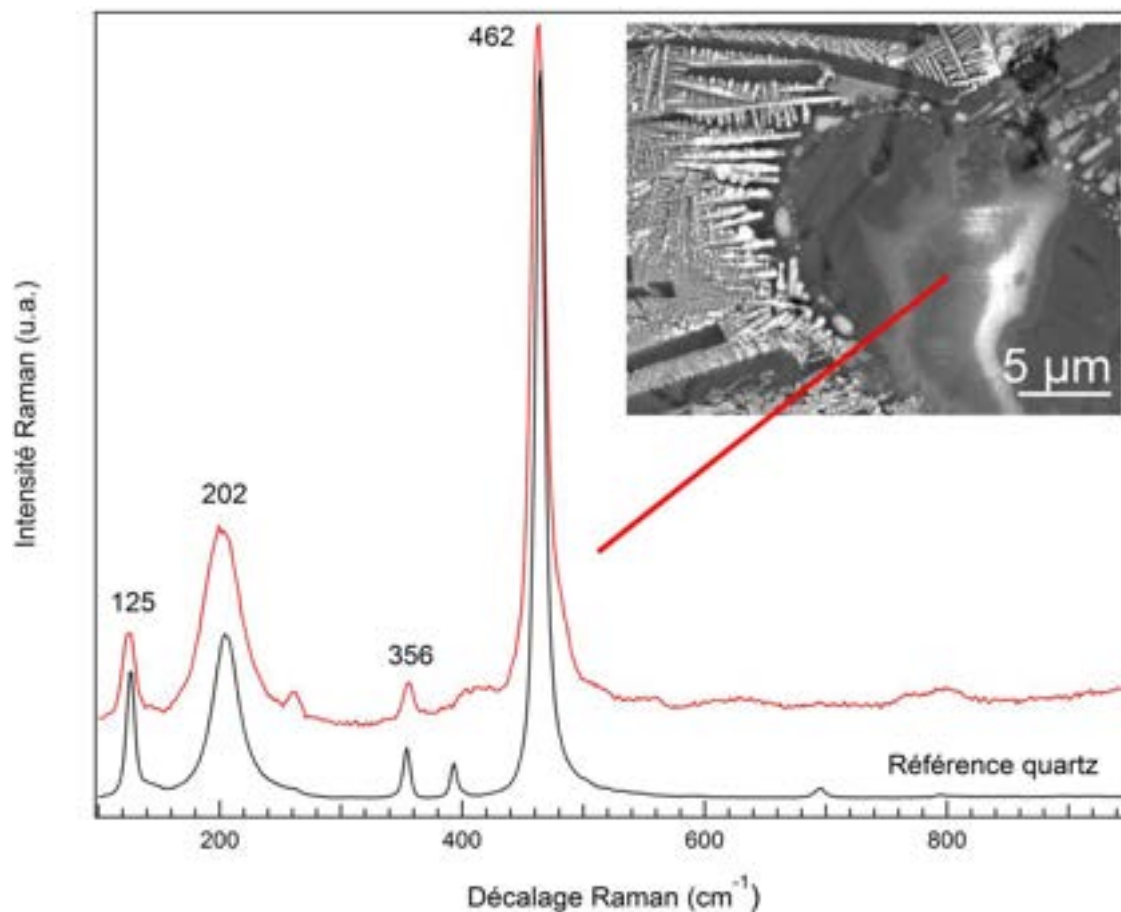 462
5 µm
202
125
356
Référence quartz
Intensité Raman (u.a.)
200
400
600
800
Décalage Raman (cm⁻¹)